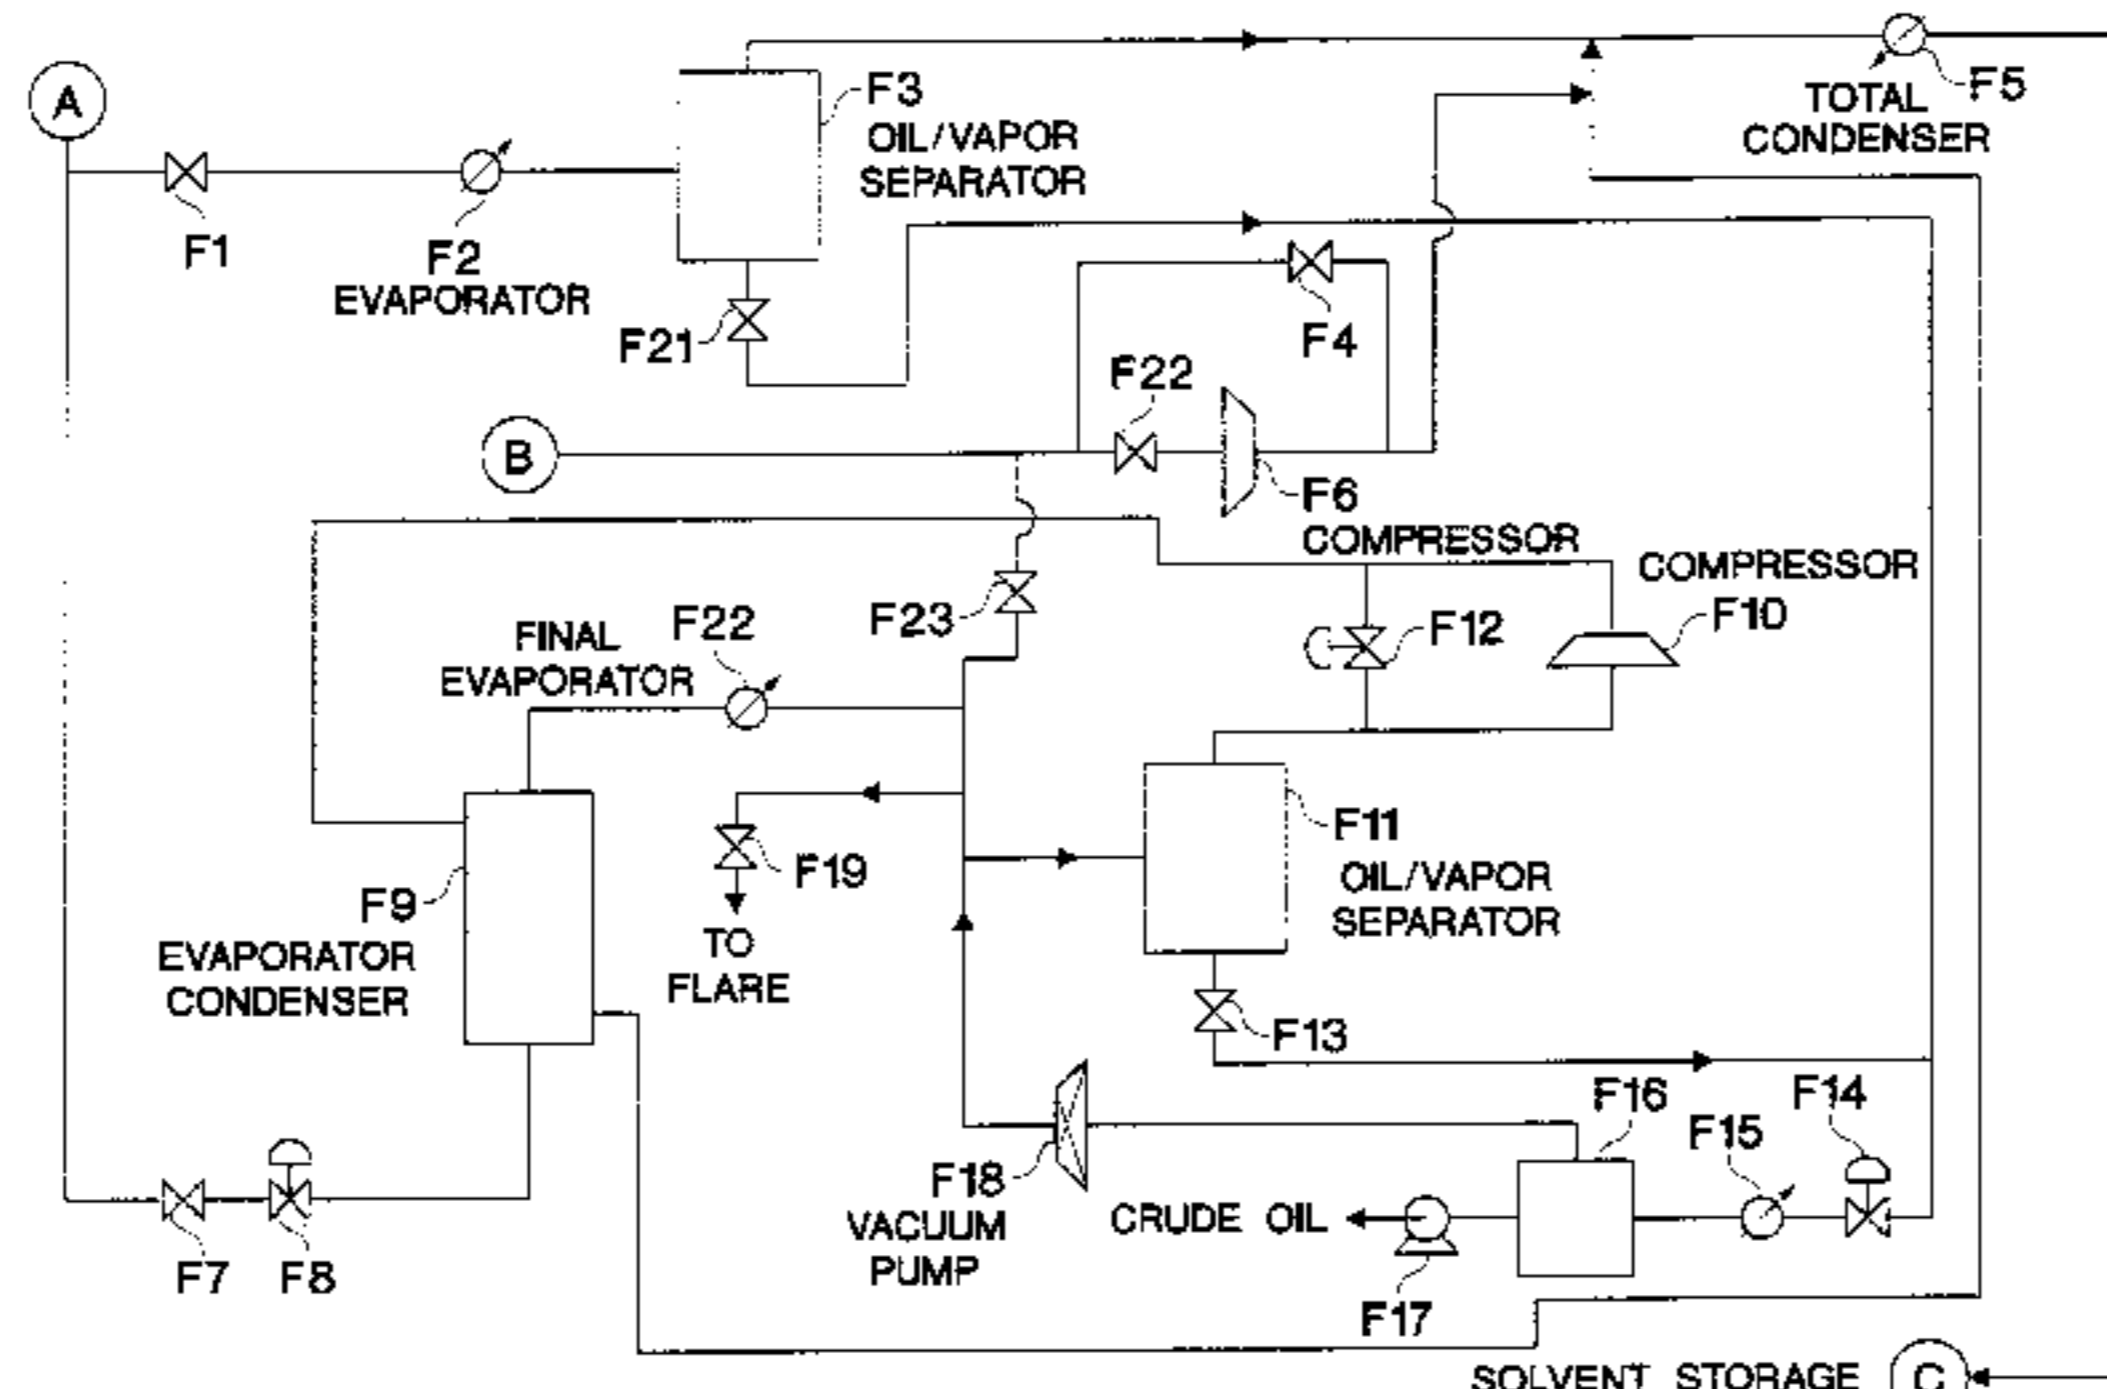 A
F3
OIL/VAPOR
SEPARATOR
F5
TOTAL
CONDENSER
F1
F2
EVAPORATOR
F21
F4
F22
B
F6
COMPRESSOR
COMPRESSOR
F10
F12
F23
FINAL
EVAPORATOR
F22
F11
OIL/VAPOR
SEPARATOR
F19
TO
FLARE
F9
EVAPORATOR
CONDENSER
F13
F16
F14
F15
F18
VACUUM
PUMP
CRUDE OIL
F17
F7
F8
SOLVENT STORAGE
C